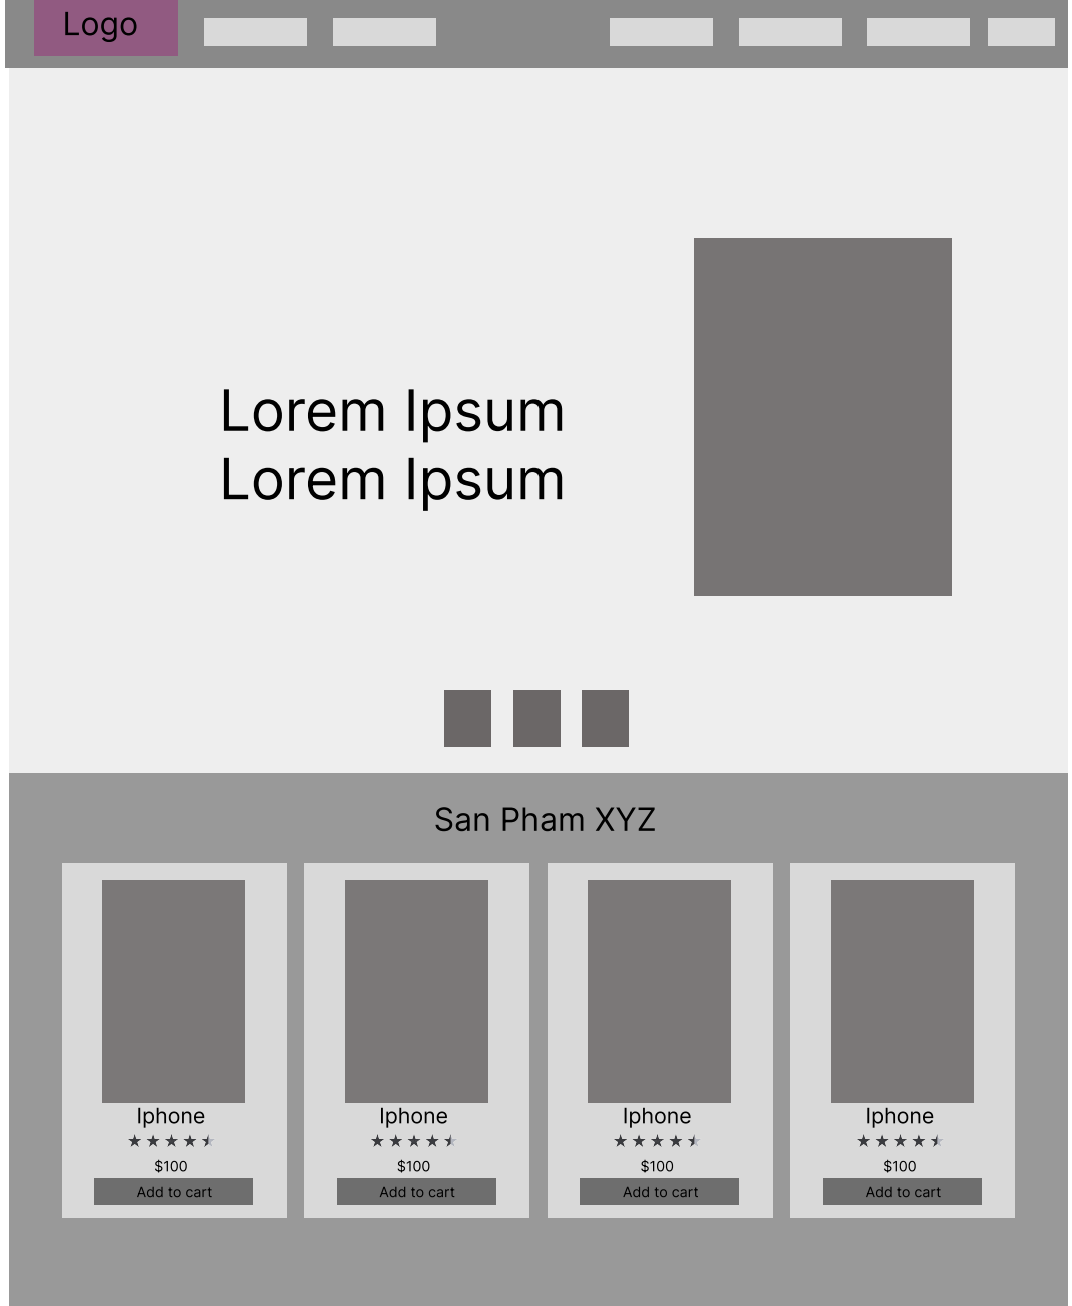 Logo
Lorem Ipsum
Lorem Ipsum
San Pham XYZ
Iphone
$100
Add to cart
Iphone
$100
Add to cart
Iphone
$100
Add to cart
Iphone
$100
Add to cart